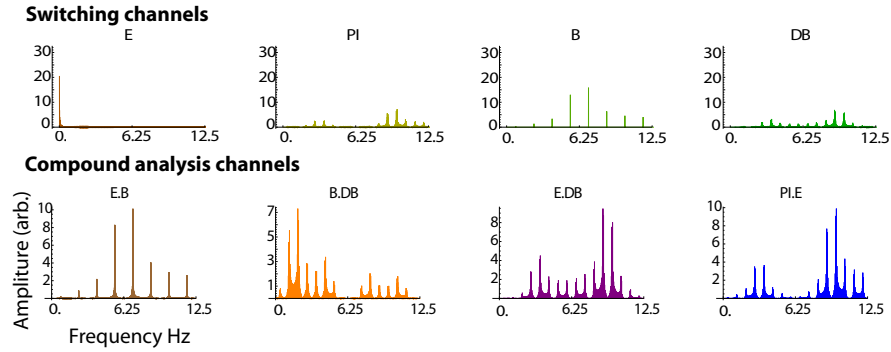 Switching channels
E PI B DB
30 30 30 30
20 20 20 20
10 10 10 10
0 0 0 0
0. 6.25 12.5 0. 6.25 12.5 0. 6.25 12.5 0. 6.25 12.5
Compound analysis channels
E.B B.DB E.DB PI.E
10 7 8 10
8 5 6 8
6 3 4 6
4 1 2 4
2 2
0. 6.25 12.5 0. 6.25 12.5 0. 6.25 12.5 0. 6.25 12.5
Amplitude (arb.)
Frequency Hz